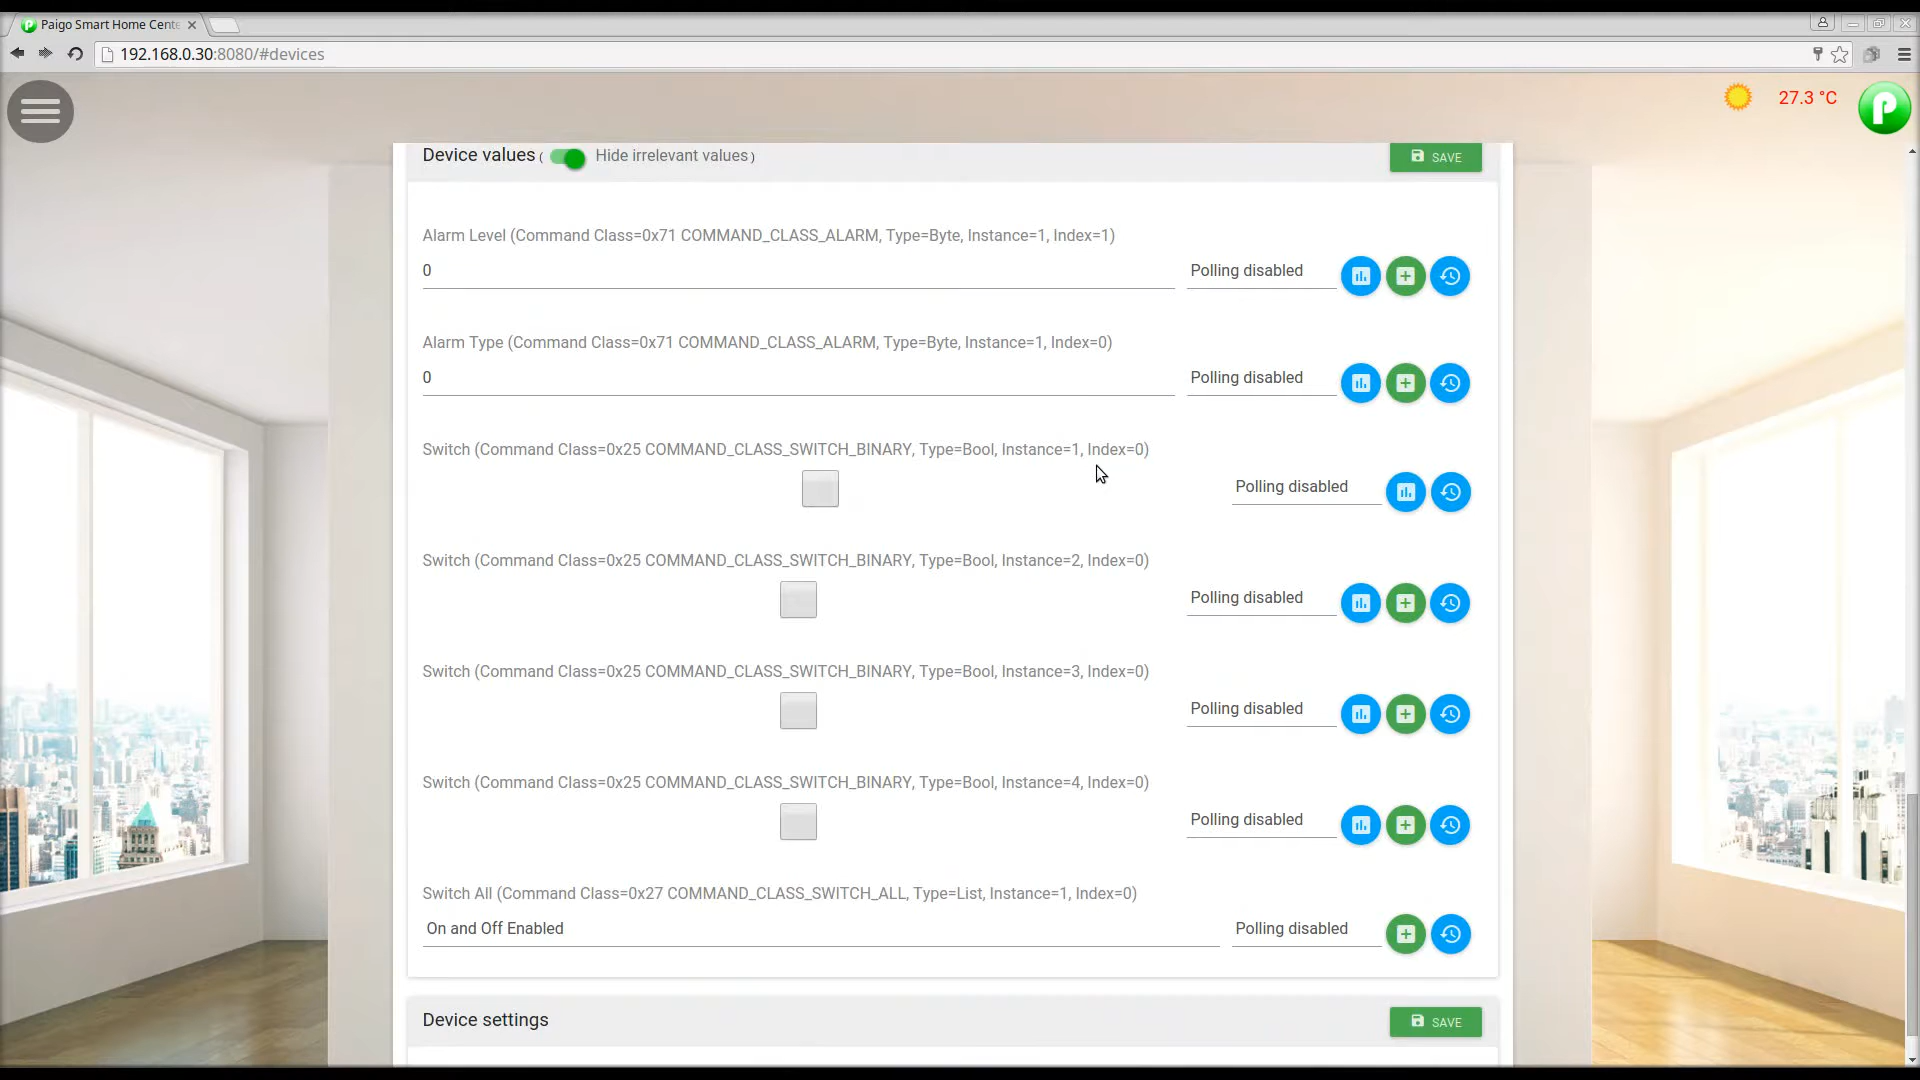 Paigo Smart Home Cente
192.168.0.30:8080/#devices
27.3 °C
Device values ( Hide irrelevant values )
SAVE
Alarm Level (Command Class=0x71 COMMAND_CLASS_ALARM, Type=Byte, Instance=1, Index=1)
0 Polling disabled
Alarm Type (Command Class=0x71 COMMAND_CLASS_ALARM, Type=Byte, Instance=1, Index=0)
0 Polling disabled
Switch (Command Class=0x25 COMMAND_CLASS_SWITCH_BINARY, Type=Bool, Instance=1, Index=0)
Polling disabled
Switch (Command Class=0x25 COMMAND_CLASS_SWITCH_BINARY, Type=Bool, Instance=2, Index=0)
Polling disabled
Switch (Command Class=0x25 COMMAND_CLASS_SWITCH_BINARY, Type=Bool, Instance=3, Index=0)
Polling disabled
Switch (Command Class=0x25 COMMAND_CLASS_SWITCH_BINARY, Type=Bool, Instance=4, Index=0)
Polling disabled
Switch All (Command Class=0x27 COMMAND_CLASS_SWITCH_ALL, Type=List, Instance=1, Index=0)
On and Off Enabled Polling disabled
Device settings
SAVE